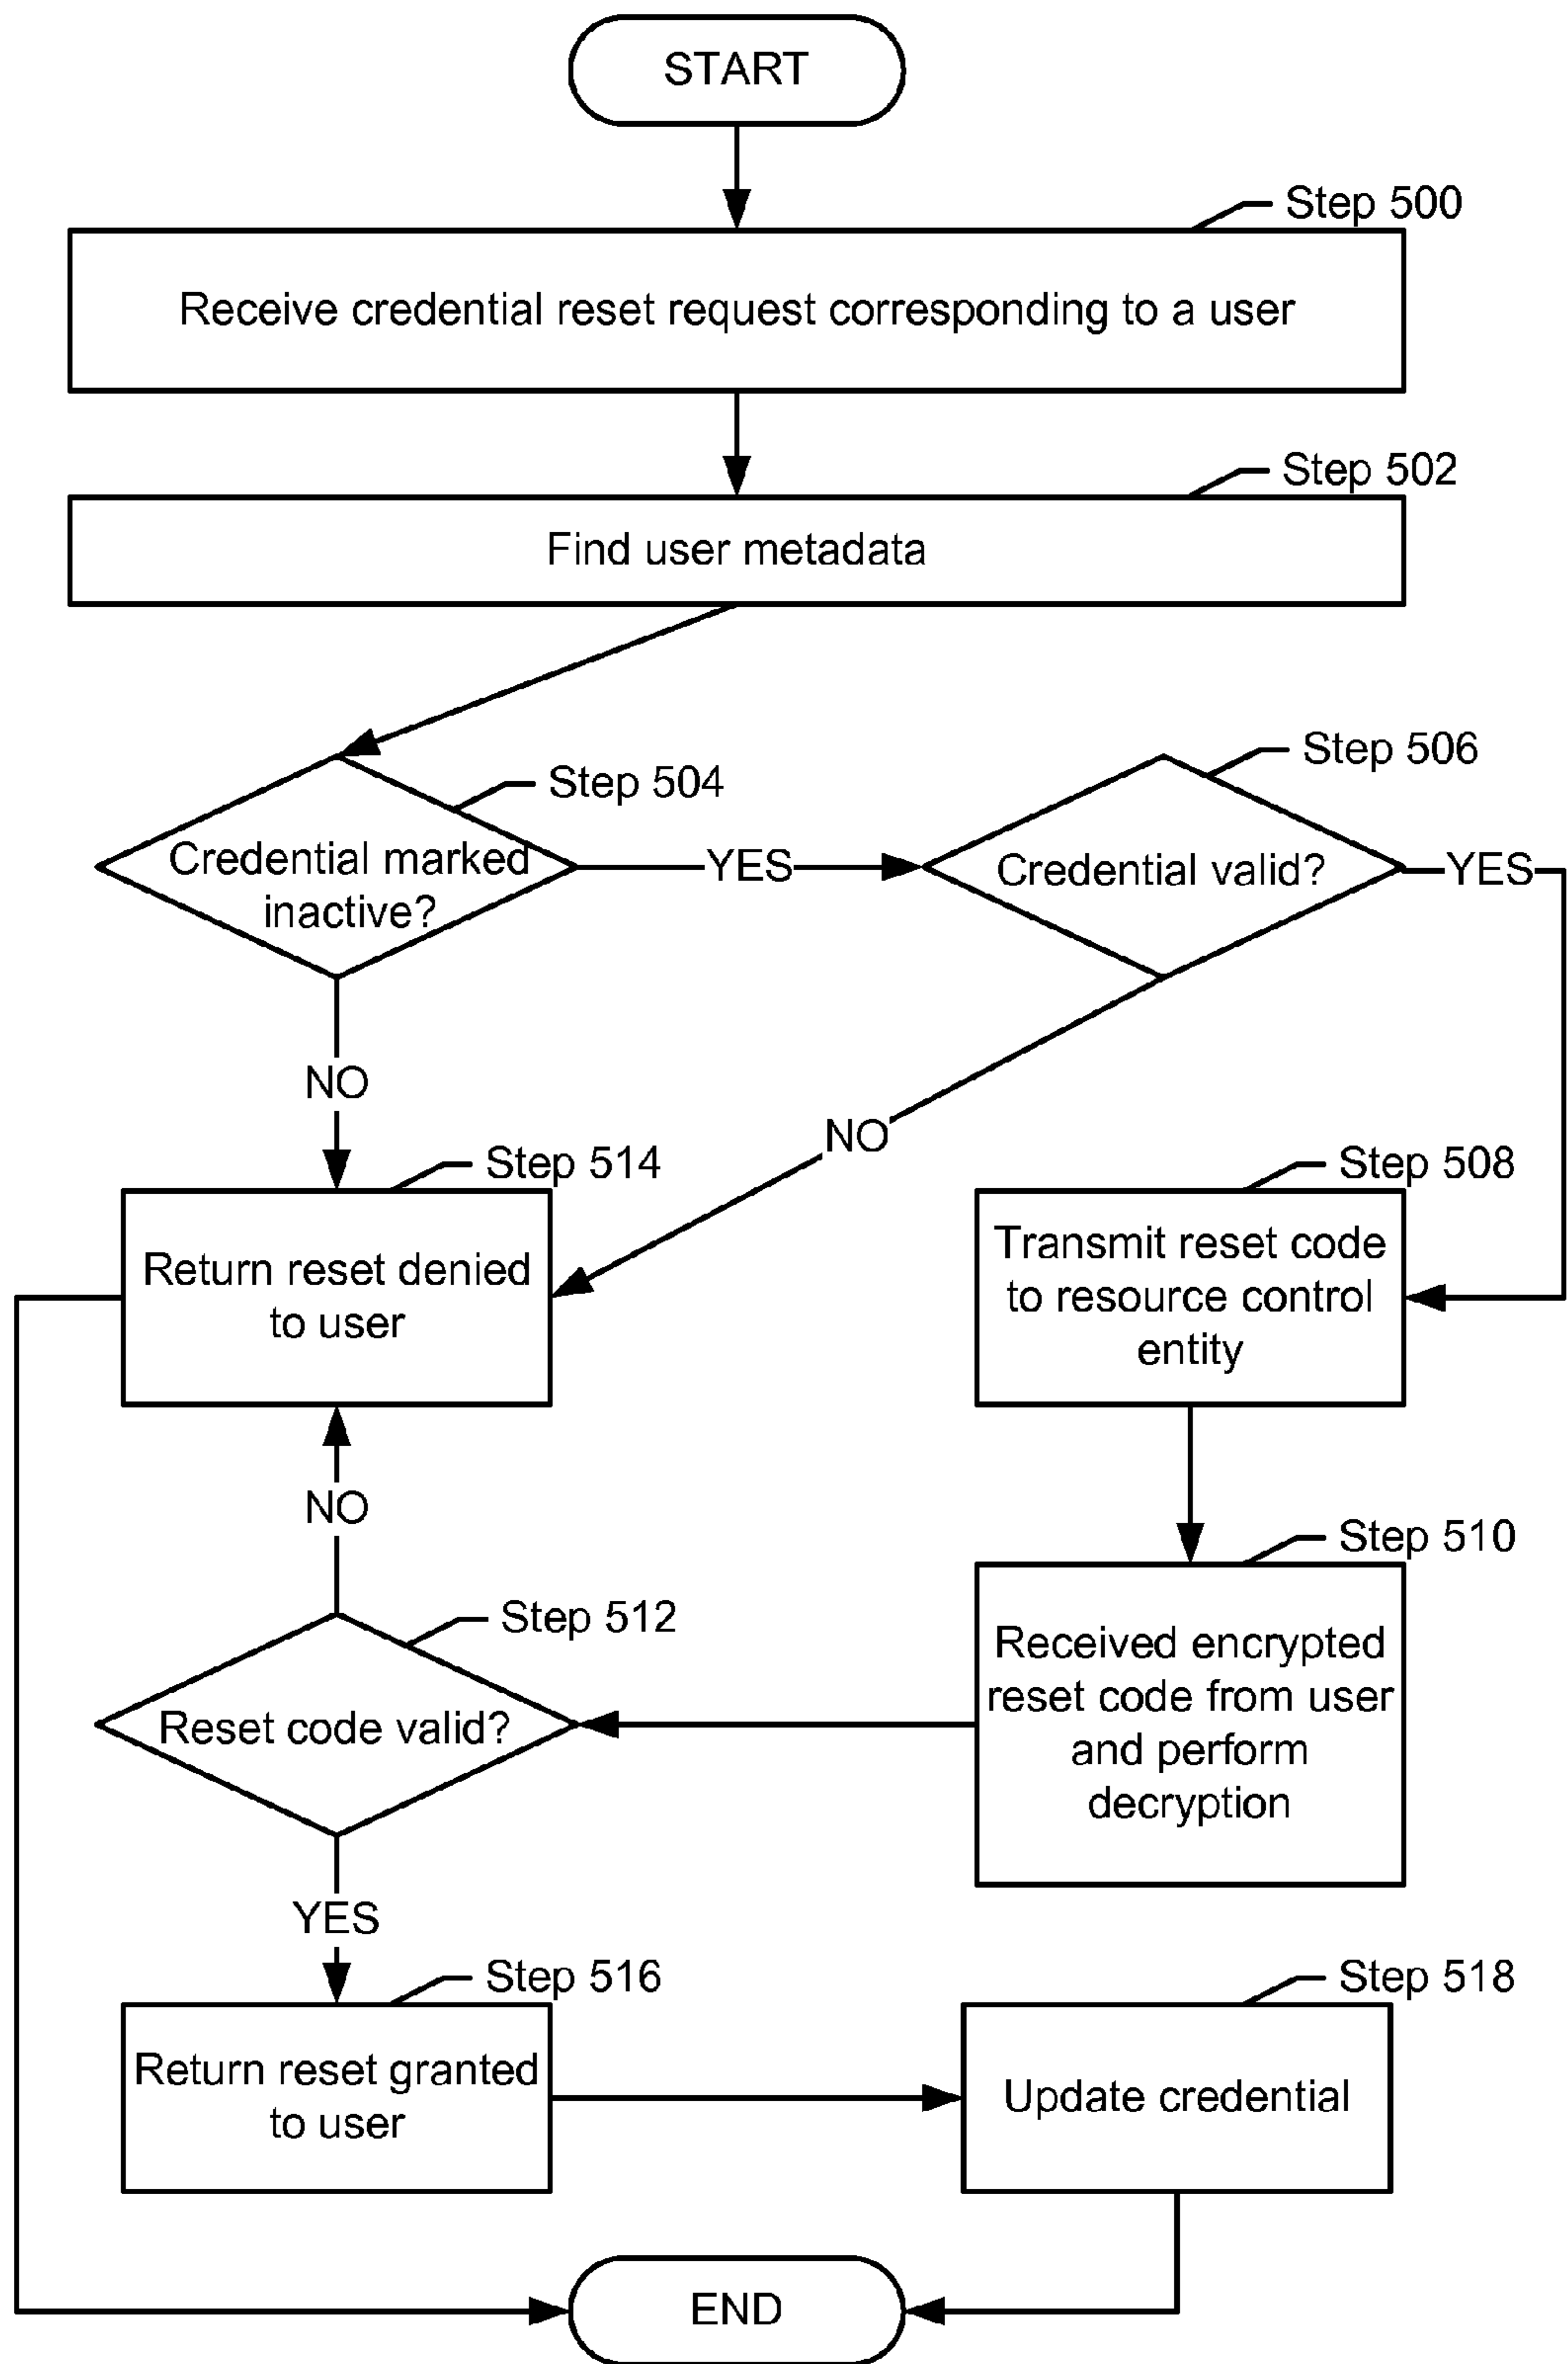 START
Step 500
Receive credential reset request corresponding to a user
Step 502
Find user metadata
Step 504
Credential marked
inactive?
YES
Step 506
Credential valid?
YES
NO
NO
Step 514
Return reset denied
to user
Step 508
Transmit reset code
to resource control
entity
NO
Step 510
Received encrypted
reset code from user
and perform
decryption
Step 512
Reset code valid?
YES
Step 516
Return reset granted
to user
Step 518
Update credential
END